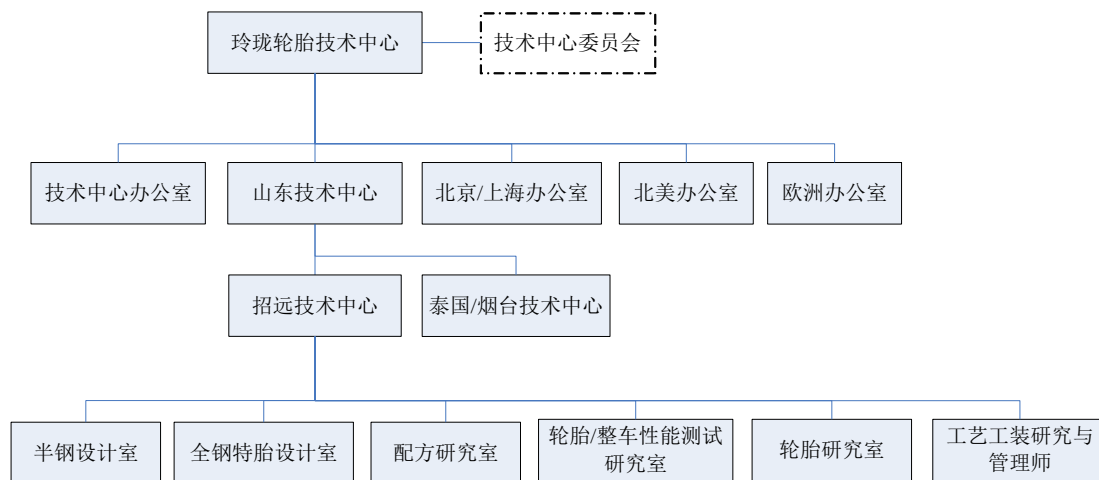 玲珑轮胎技术中心
技术中心委员会
技术中心办公室
山东技术中心
北京/上海办公室
北美办公室
欧洲办公室
招远技术中心
泰国/烟台技术中心
半钢设计室
全钢特胎设计室
配方研究室
轮胎/整车性能测试
研究室
轮胎研究室
工艺工装研究与
管理师